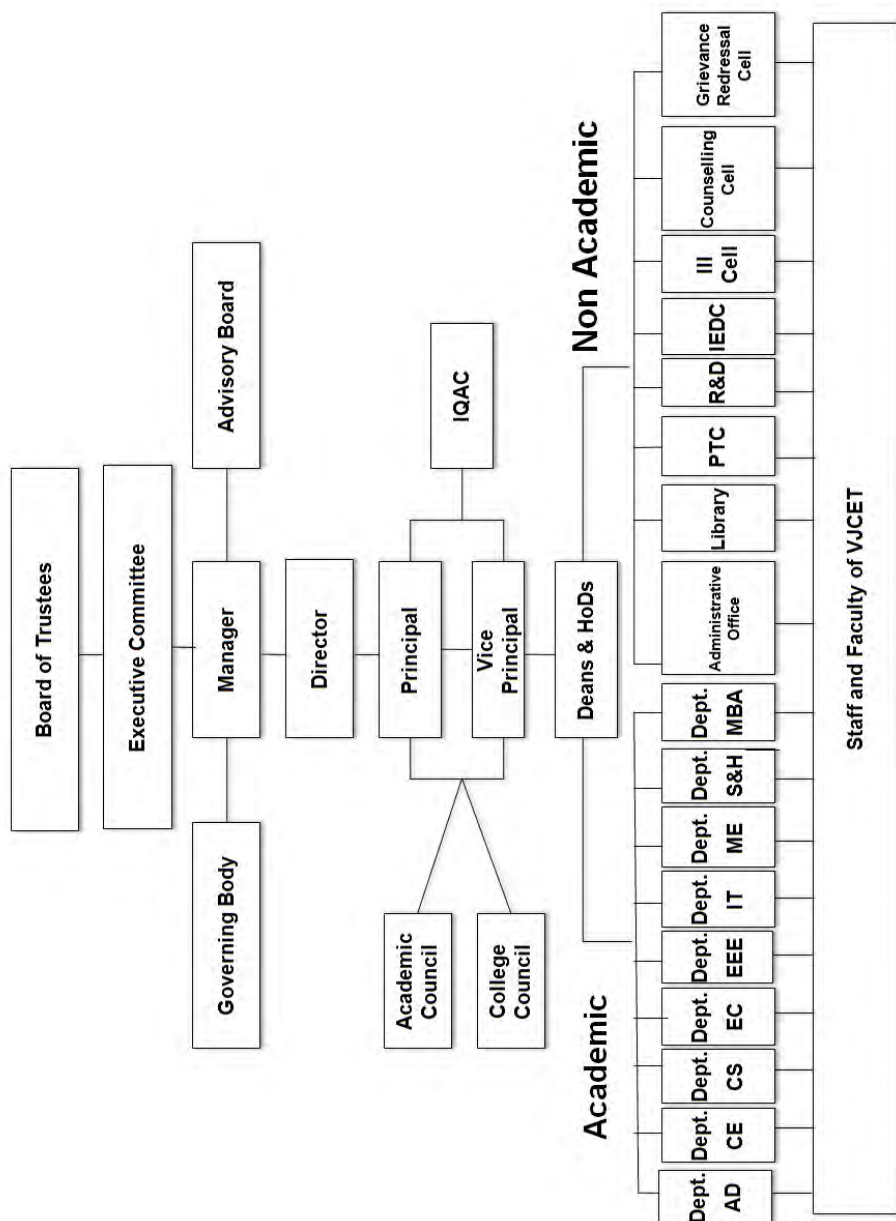 Board of Trustees
Executive Committee
Governing Body
Manager
Advisory Board
Director
Academic
Council
College
Council
Principal
Vice
Principal
IQAC
Deans & HoDs
Academic
Non Academic
Dept.
AD
Dept.
CE
Dept.
CS
Dept.
EC
Dept.
EEE
Dept.
IT
Dept.
ME
Dept.
S&H
Dept.
MBA
Administrative
Office
Library
PTC
R&D
IEDC
III
Cell
Counselling
Cell
Grievance
Redressal
Cell
Staff and Faculty of VJCET